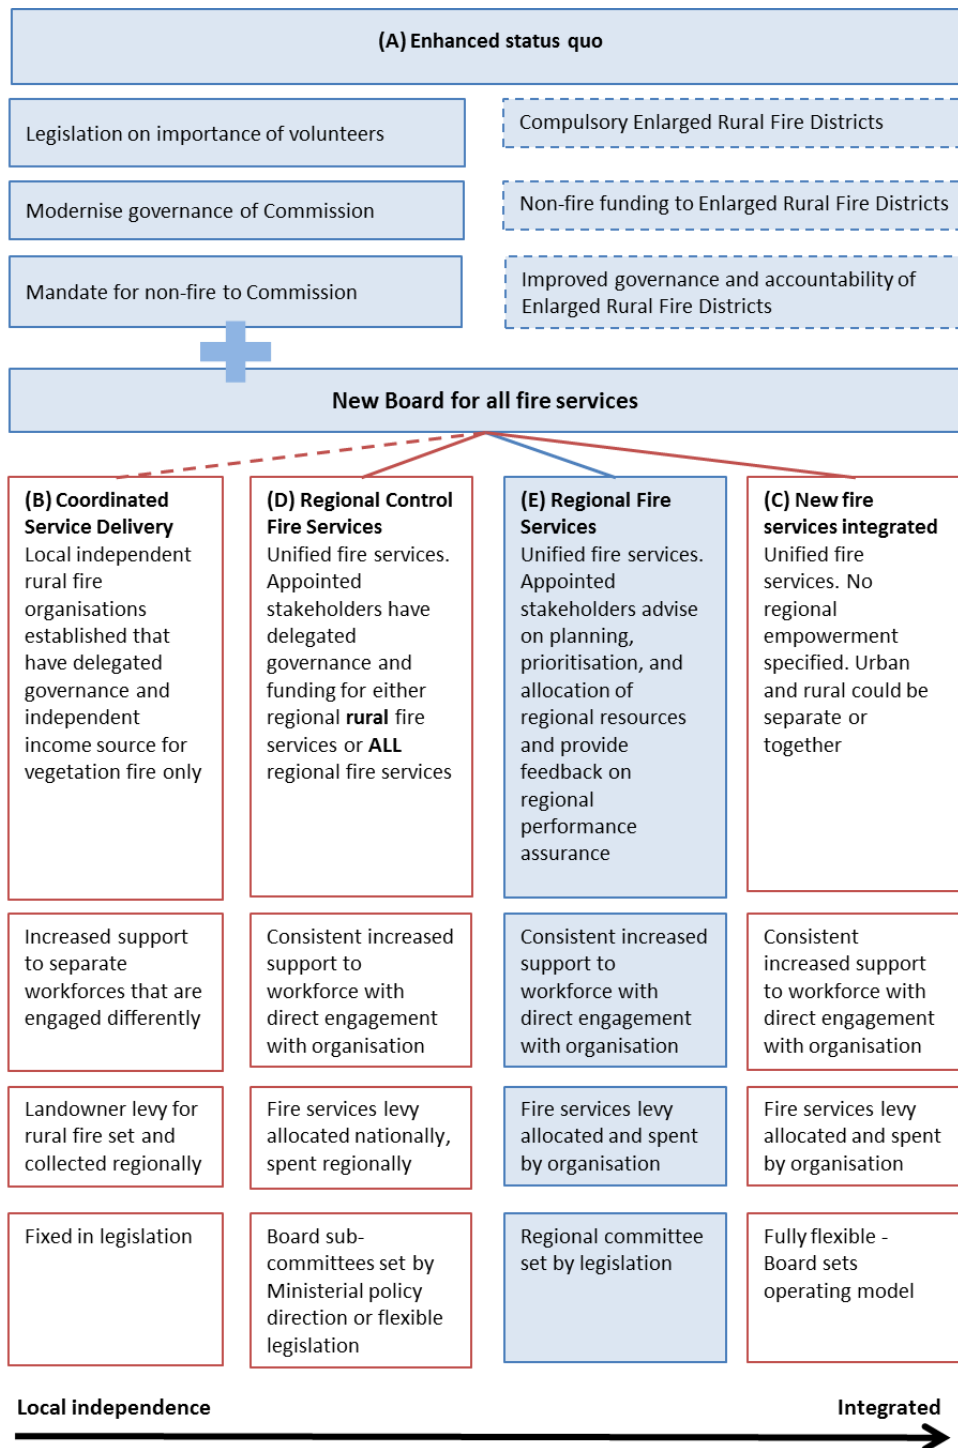 (A) Enhanced status quo
Legislation on importance of volunteers
Compulsory Enlarged Rural Fire Districts
Modernise governance of Commission
Non-fire funding to Enlarged Rural Fire Districts
Mandate for non-fire to Commission
Improved governance and accountability of
Enlarged Rural Fire Districts
New Board for all fire services
(B) Coordinated
Service Delivery
Local independent
rural fire
organisations
established that
have delegated
governance and
independent
income source for
vegetation fire only
(D) Regional Control
Fire Services
Unified fire services.
Appointed
stakeholders have
delegated
governance and
funding for either
regional rural fire
services or ALL
regional fire services
(E) Regional Fire
Services
Unified fire services.
Appointed
stakeholders advise
on planning,
prioritisation, and
allocation of
regional resources
and provide
feedback on
regional
performance
assurance
(C) New fire
services integrated
Unified fire
services. No
regional
empowerment
specified. Urban
and rural could be
separate or
together
Increased support
to separate
workforces that are
engaged differently
Consistent increased
support to
workforce with
direct engagement
with organisation
Consistent increased
support to
workforce with
direct engagement
with organisation
Consistent
increased support
to workforce with
direct engagement
with organisation
Landowner levy for
rural fire set and
collected regionally
Fire services levy
allocated nationally,
spent regionally
Fire services levy
allocated and spent
by organisation
Fire services levy
allocated and spent
by organisation
Fixed in legislation
Board sub-
committees set by
Ministerial policy
direction or flexible
legislation
Regional committee
set by legislation
Fully flexible -
Board sets
operating model
Local independence
Integrated